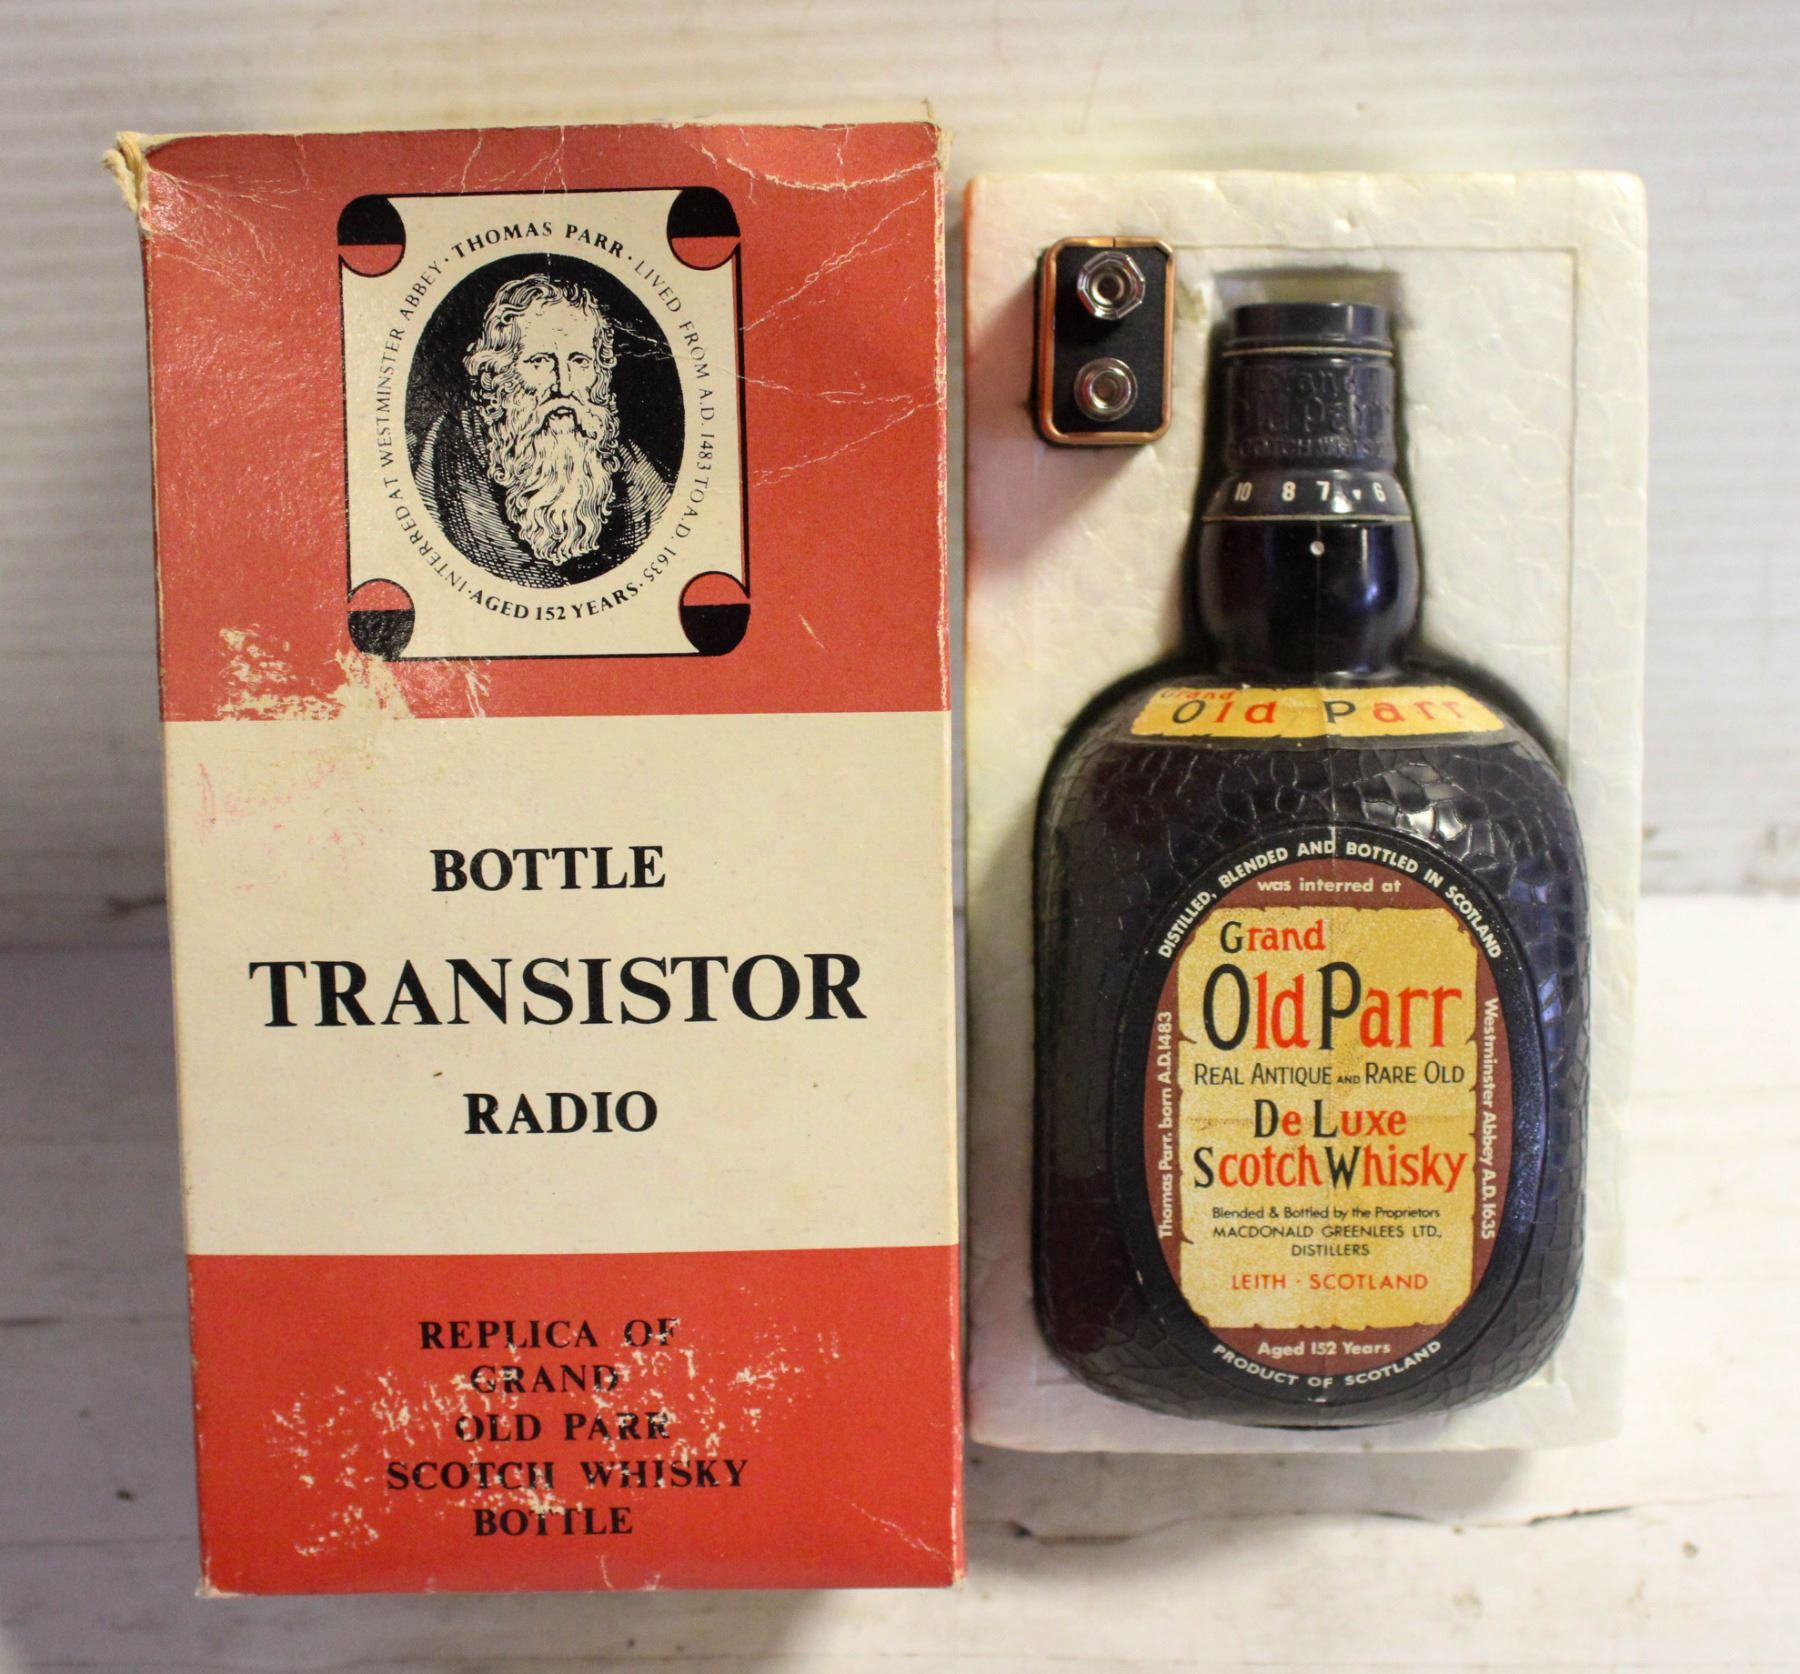 · THOMAS PARR · LIVED FROM A.D. 1483 TO A.D. 1635 ·
AGED 152 YEARS · INTERRED AT WESTMINSTER ABBEY
BOTTLE
TRANSISTOR
RADIO
REPLICA OF
GRAND
OLD PARR
SCOTCH WHISKY
BOTTLE
Grand
Old Parr
SCOTCH WHISKY
10 8 7 6
Grand
Old Parr
DISTILLED, BLENDED AND BOTTLED IN SCOTLAND
was interred at
Thomas Parr. born A.D.1483
Westminster Abbey A.D.1635
Grand
Old Parr
REAL ANTIQUE AND RARE OLD
De Luxe
Scotch Whisky
Blended & Bottled by the Proprietors
MACDONALD GREENLEES LTD.,
DISTILLERS
LEITH · SCOTLAND
Aged 152 Years
PRODUCT OF SCOTLAND